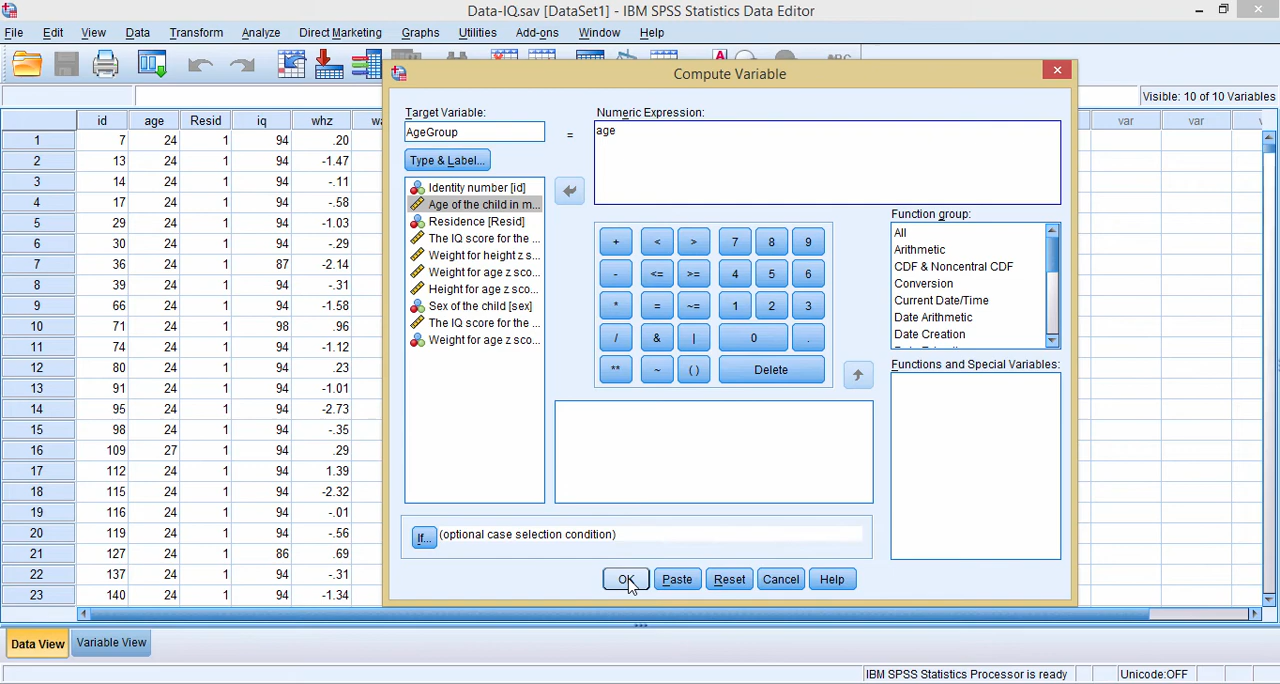 Data-IQ.sav [DataSet1] - IBM SPSS Statistics Data Editor
File Edit View Data Transform Analyze Direct Marketing Graphs Utilities Add-ons Window Help
Compute Variable
Visible: 10 of 10 Variables
Target Variable:
AgeGroup
=
Numeric Expression:
age
Type & Label...
Identity number [id]
Age of the child in m...
Residence [Resid]
The IQ score for the ...
Weight for height z s...
Weight for age z sco...
Height for age z sco...
Sex of the child [sex]
The IQ score for the ...
Weight for age z sco...
+ < > 7 8 9
- <= >= 4 5 6
* = ~= 1 2 3
/ & | 0 .
** ~ ( ) Delete
Function group:
All
Arithmetic
CDF & Noncentral CDF
Conversion
Current Date/Time
Date Arithmetic
Date Creation
Functions and Special Variables:
If... (optional case selection condition)
OK Paste Reset Cancel Help
id age Resid iq whz var var
1 7 24 1 94 .20
2 13 24 1 94 -1.47
3 14 24 1 94 -.11
4 17 24 1 94 -.58
5 29 24 1 94 -1.03
6 30 24 1 94 -.29
7 36 24 1 87 -2.14
8 39 24 1 94 -.31
9 66 24 1 94 -1.58
10 71 24 1 98 .96
11 74 24 1 94 -1.12
12 80 24 1 94 .23
13 91 24 1 94 -1.01
14 95 24 1 94 -2.73
15 98 24 1 94 -.35
16 109 27 1 94 .29
17 112 24 1 94 1.39
18 115 24 1 94 -2.32
19 116 24 1 94 -.01
20 119 24 1 94 -.56
21 127 24 1 86 .69
22 137 24 1 94 -.31
23 140 24 1 94 -1.34
Data View Variable View
IBM SPSS Statistics Processor is ready Unicode:OFF